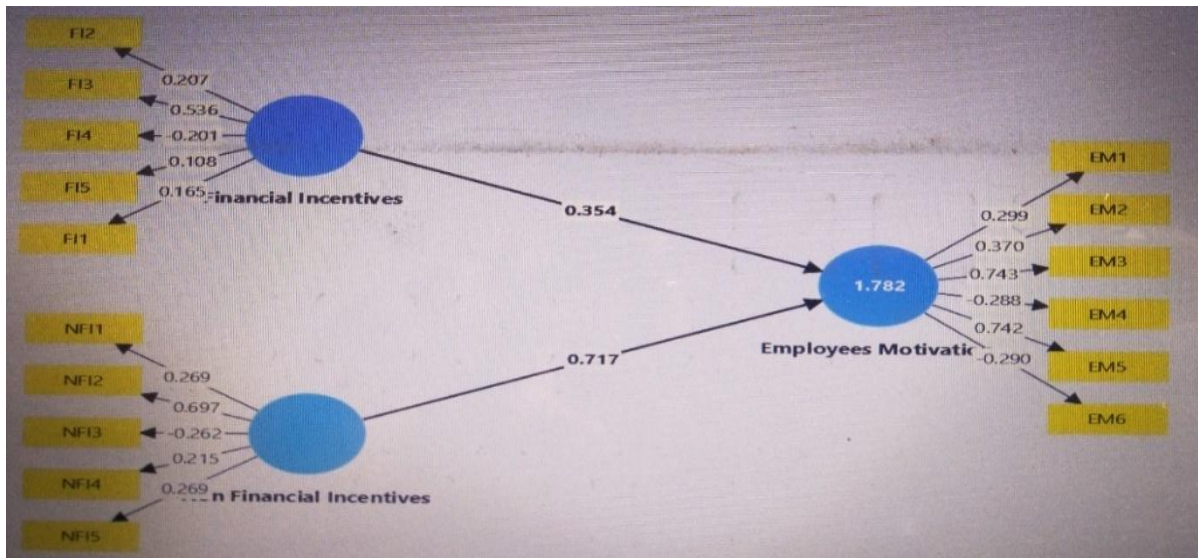 FI2
0.207
FI3
0.536
FI4
-0.201
0.108
FI5
0.165
Financial Incentives
FI1
0.354
EM1
0.299
EM2
0.370
EM3
0.743
1.782
-0.288
EM4
0.742
Employees Motivatio
-0.290
EM5
EM6
0.717
NFI1
0.269
NFI2
0.697
NFI3
-0.262
0.215
NFI4
0.269
n Financial Incentives
NFI5